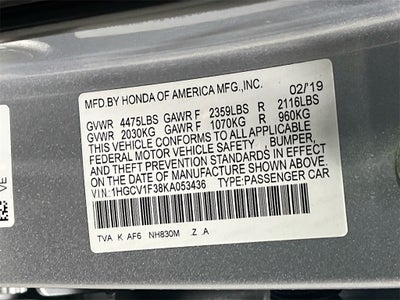 MFD.BY HONDA OF AMERICA MFG.,INC. 02/19
GVWR 4475LBS GAWR F 2359LBS R 2116LBS
GVWR 2030KG GAWR F 1070KG R 960KG
THIS VEHICLE CONFORMS TO ALL APPLICABLE
FEDERAL MOTOR VEHICLE SAFETY, BUMPER,
AND THEFT PREVENTION STANDARDS IN EFFECT
ON THE DATE OF MANUFACTURE SHOWN ABOVE.
VIN:1HGCV1F38KA053436 TYPE:PASSENGER CAR
TVA K AF6 NH830M .Z .A
VE